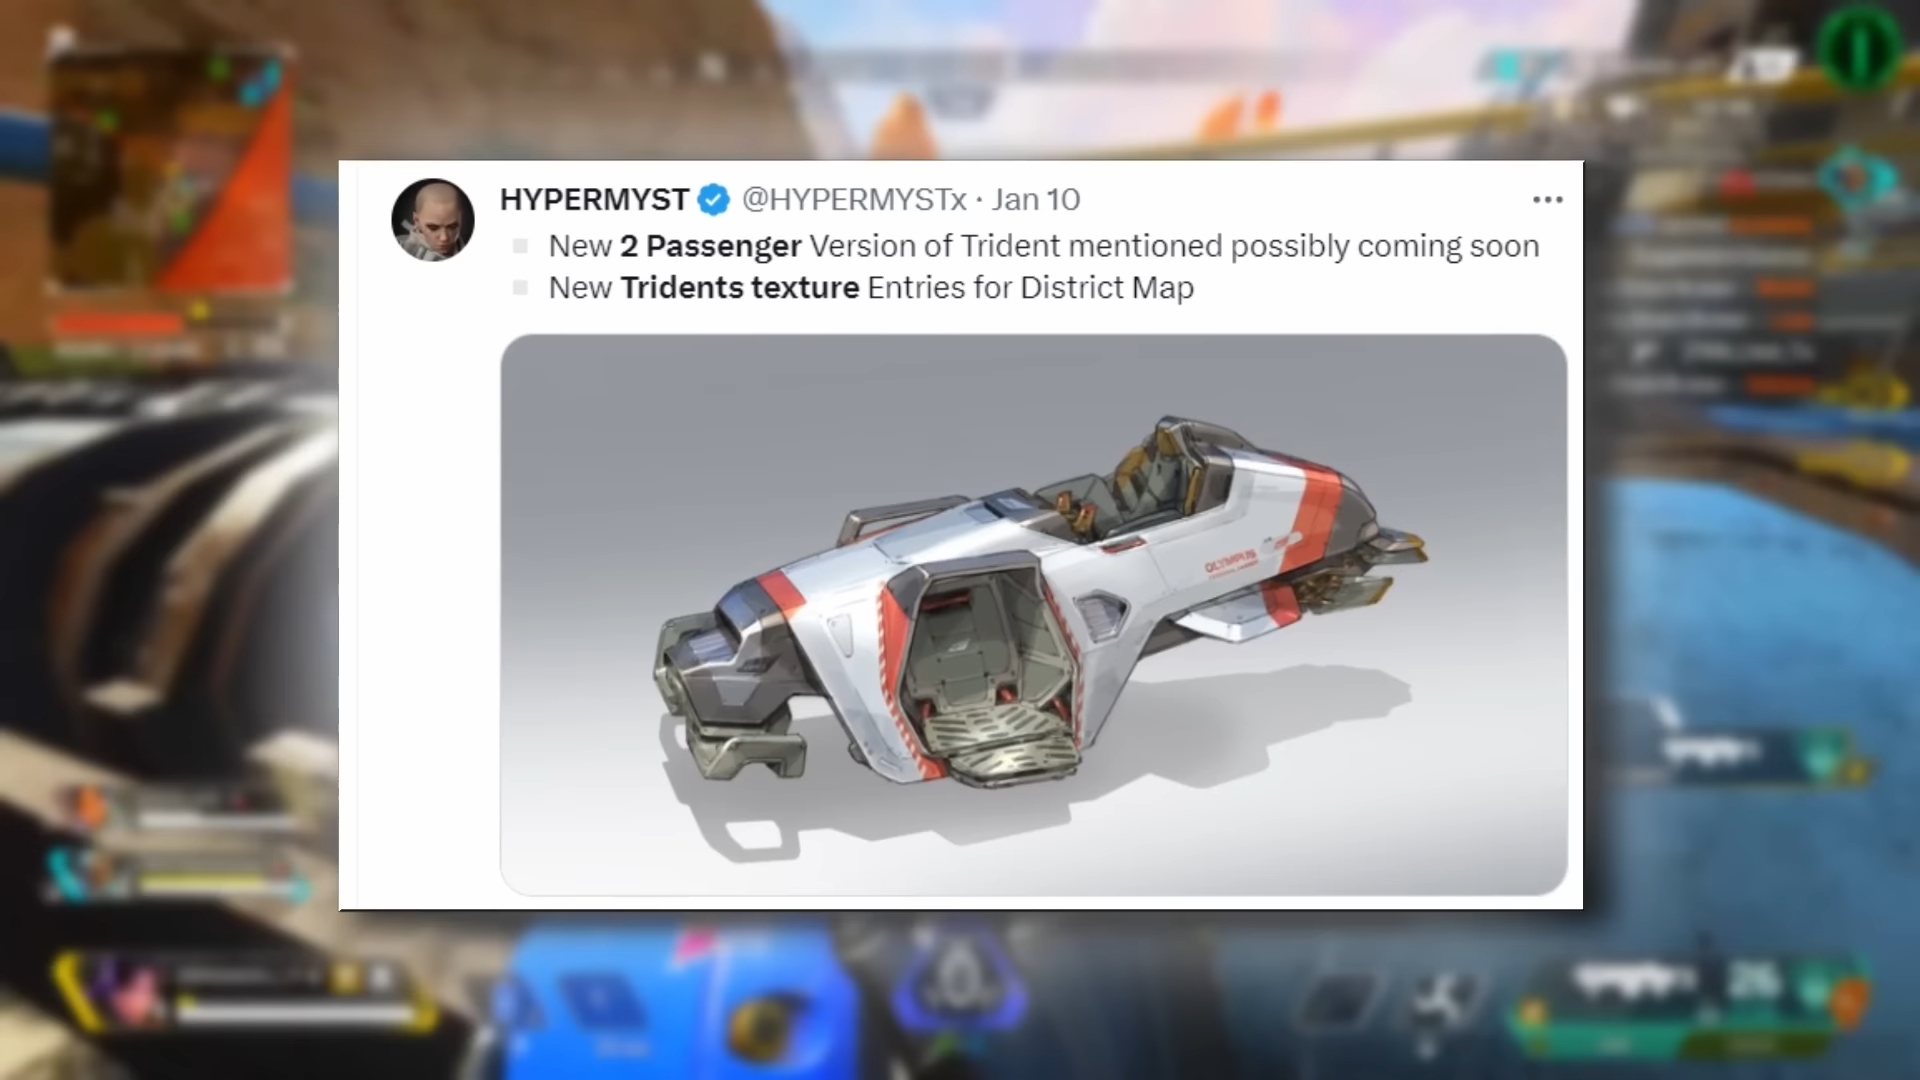 HYPERMYST @HYPERMYSTx · Jan 10
New 2 Passenger Version of Trident mentioned possibly coming soon
New Tridents texture Entries for District Map
OLYMPUS
26